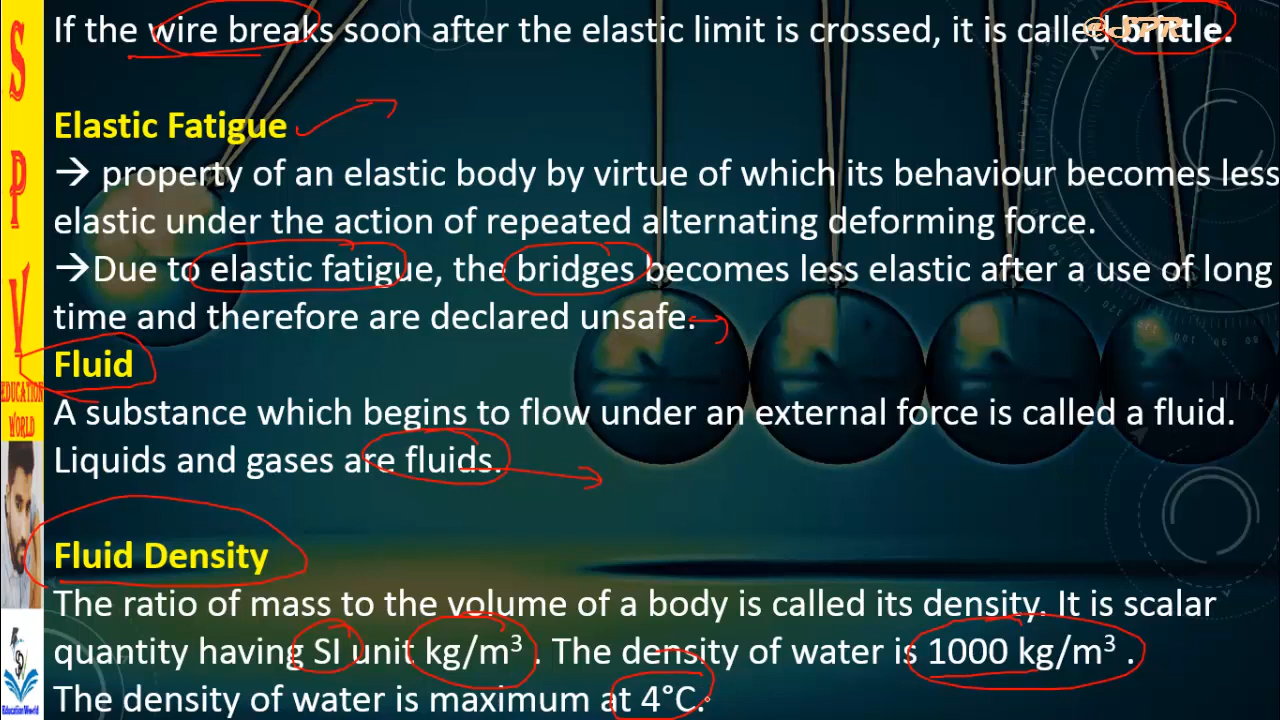 If the wire breaks soon after the elastic limit is crossed, it is called brittle.
Elastic Fatigue
→ property of an elastic body by virtue of which its behaviour becomes less
elastic under the action of repeated alternating deforming force.
→Due to elastic fatigue, the bridges becomes less elastic after a use of long
time and therefore are declared unsafe.
Fluid
A substance which begins to flow under an external force is called a fluid.
Liquids and gases are fluids.
Fluid Density
The ratio of mass to the volume of a body is called its density. It is scalar
quantity having SI unit kg/m³ . The density of water is 1000 kg/m³ .
The density of water is maximum at 4°C.
S
P
V
EDUCATION
WORLD
Education World